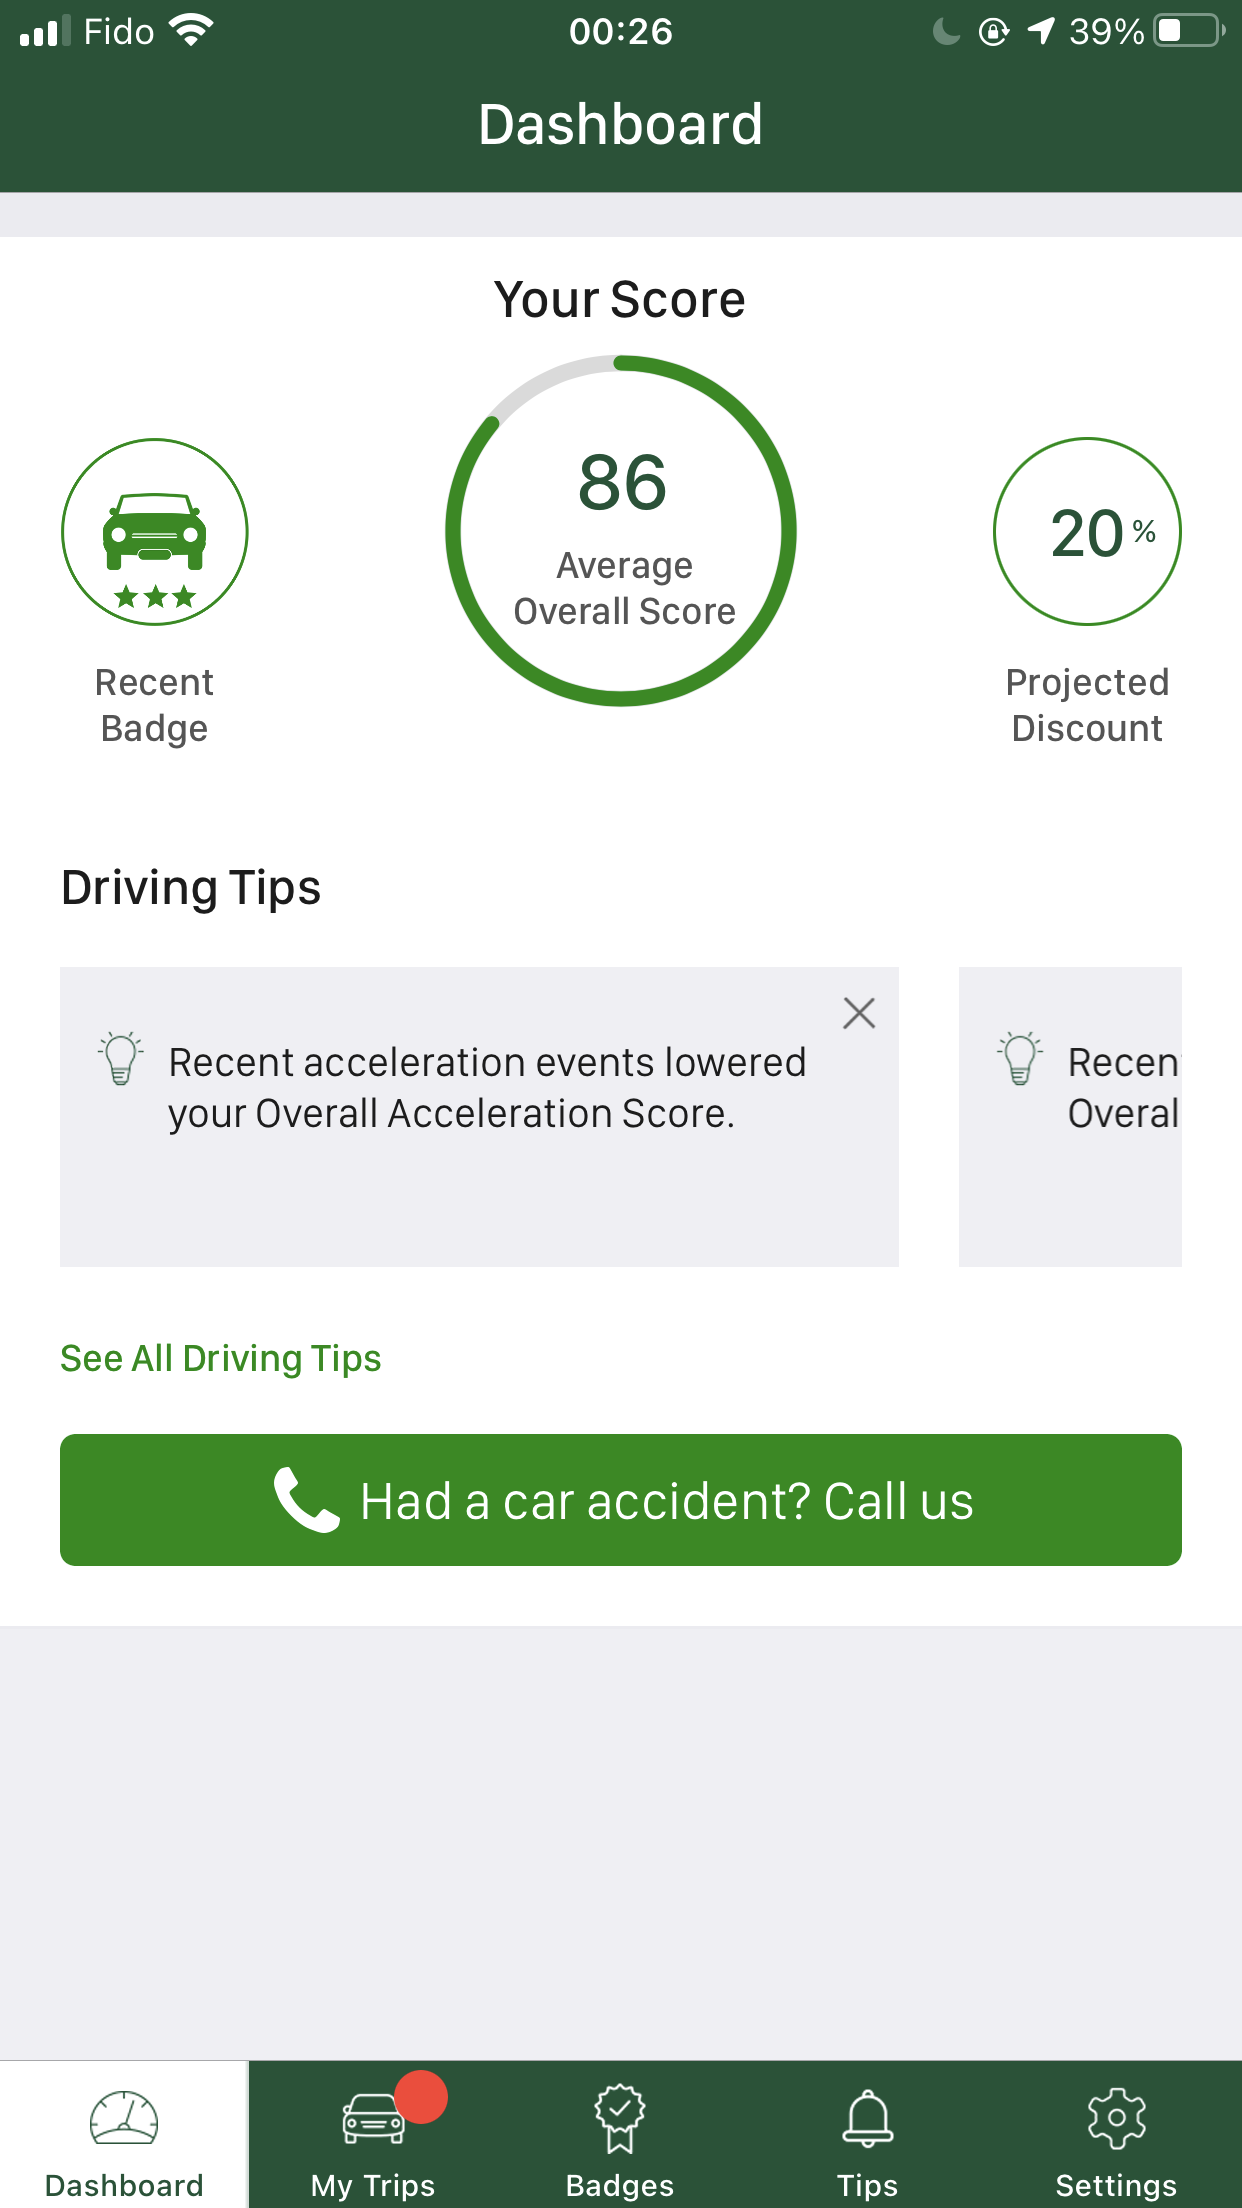 Fido 00:26 39%
Dashboard
Your Score
86
Average
Overall Score
Recent
Badge
20 %
Projected
Discount
Driving Tips
Recent acceleration events lowered
your Overall Acceleration Score.
Recen
Overal
See All Driving Tips
Had a car accident? Call us
Dashboard My Trips Badges Tips Settings